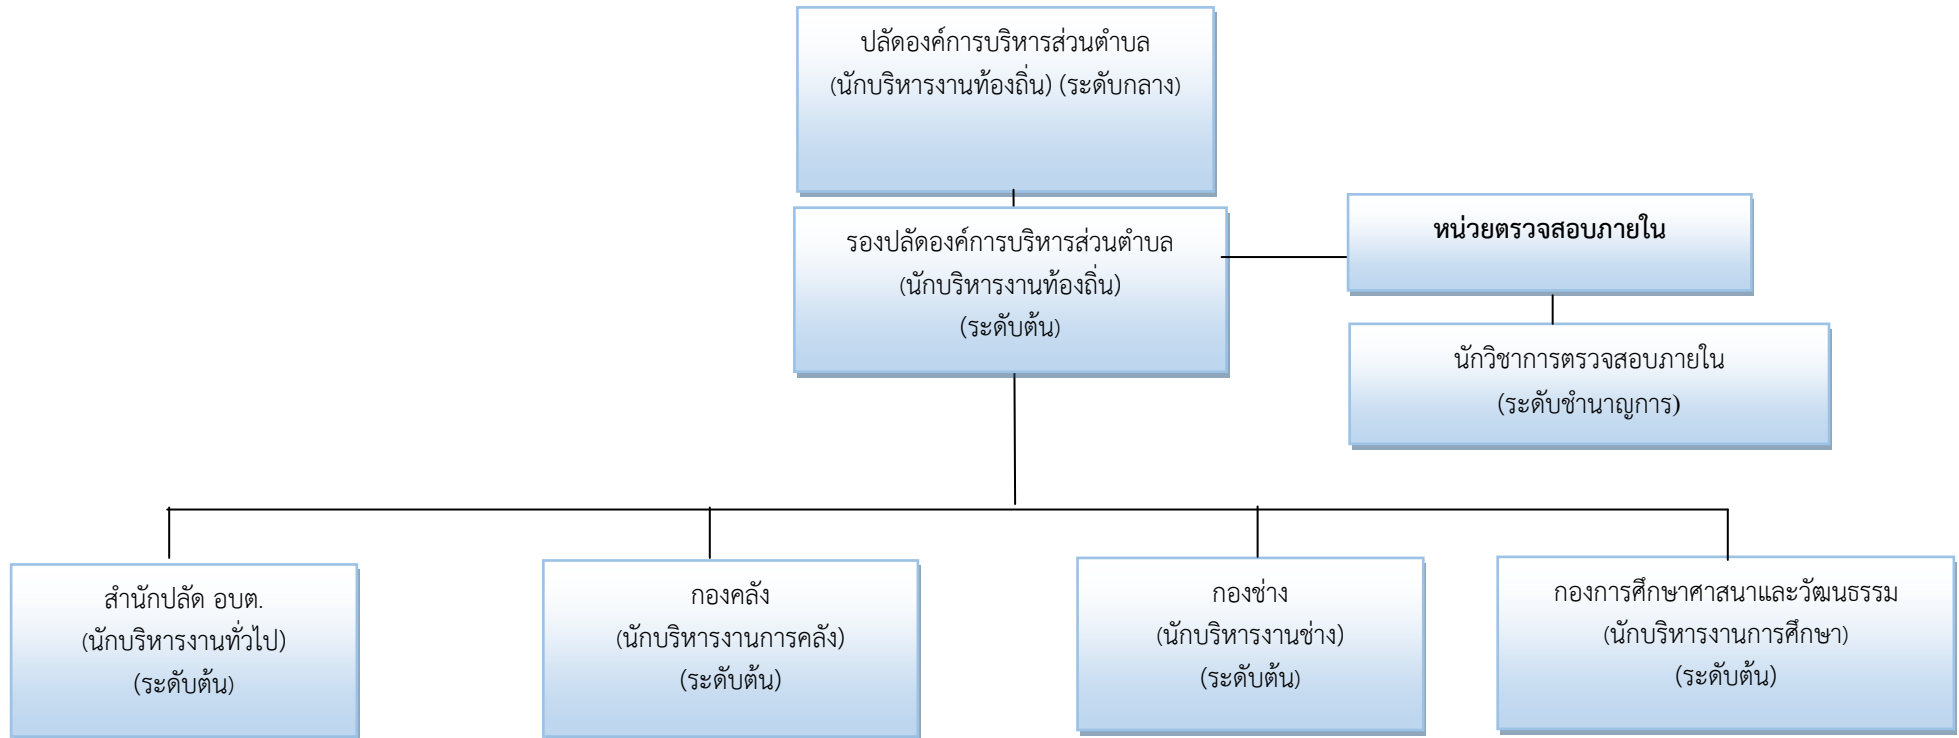 ปลัดองค์การบริหารส่วนตำบล
(นักบริหารงานท้องถิ่น) (ระดับกลาง)
รองปลัดองค์การบริหารส่วนตำบล
(นักบริหารงานท้องถิ่น)
(ระดับต้น)
หน่วยตรวจสอบภายใน
นักวิชาการตรวจสอบภายใน
(ระดับชำนาญการ)
สำนักปลัด อบต.
(นักบริหารงานทั่วไป)
(ระดับต้น)
กองคลัง
(นักบริหารงานการคลัง)
(ระดับต้น)
กองช่าง
(นักบริหารงานช่าง)
(ระดับต้น)
กองการศึกษาศาสนาและวัฒนธรรม
(นักบริหารงานการศึกษา)
(ระดับต้น)